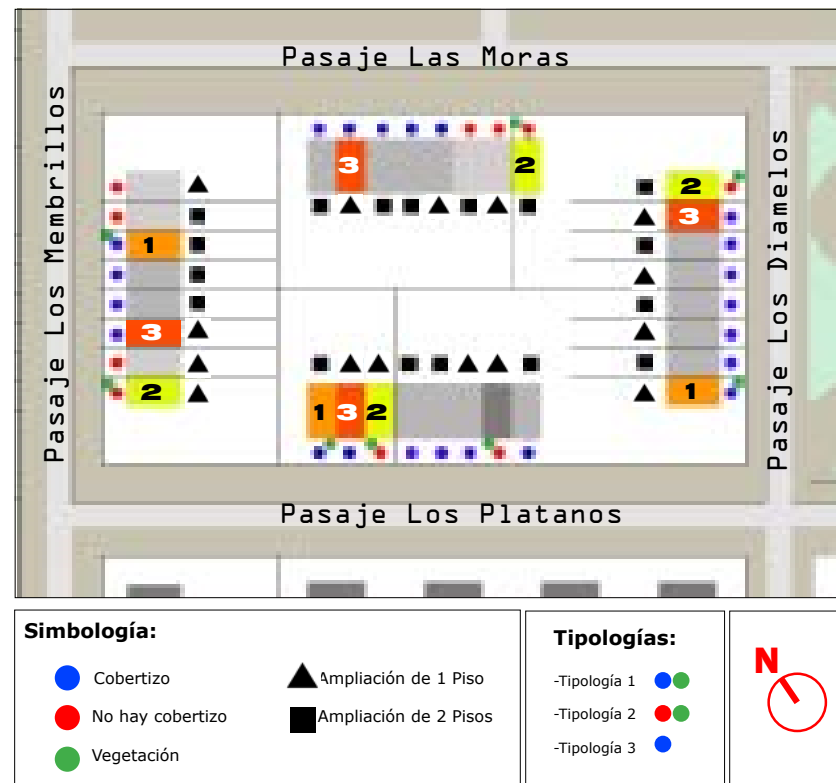 Pasaje Las Moras
Pasaje Los Membrillos
Pasaje Los Diamelos
3
2
2
3
1
3
2
1
1
3
2
Pasaje Los Platanos
Simbología:
Cobertizo
No hay cobertizo
Vegetación
Ampliación de 1 Piso
Ampliación de 2 Pisos
Tipologías:
-Tipología 1
-Tipología 2
-Tipología 3
N